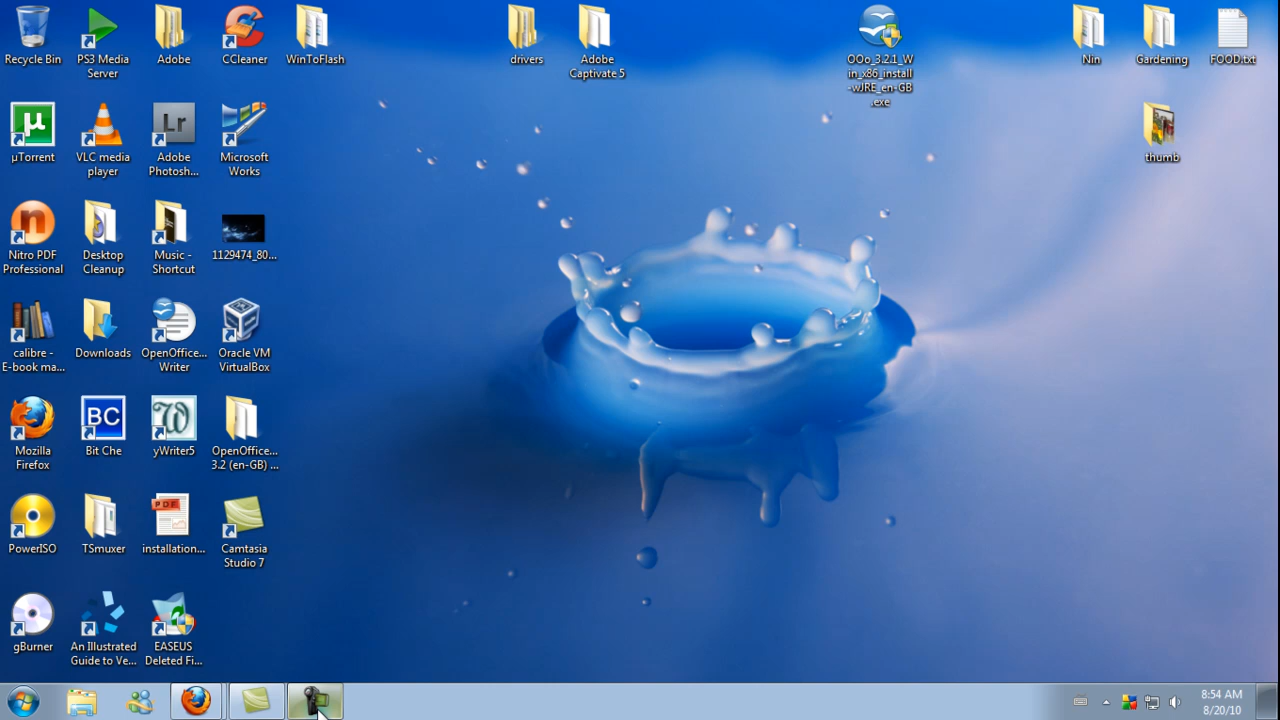 Recycle Bin
PS3 Media
Server
Adobe
CCleaner
WinToFlash
drivers
Adobe
Captivate 5
OOo_3.2.1_W
in_x86_install
-wJRE_en-GB
.exe
Nin
Gardening
FOOD.txt
µ
µTorrent
VLC media
player
Lr
Adobe
Photosh...
Microsoft
Works
thumb
n
Nitro PDF
Professional
Desktop
Cleanup
Music -
Shortcut
1129474_80...
calibre -
E-book ma...
Downloads
OpenOffice...
Writer
Oracle VM
VirtualBox
Mozilla
Firefox
BC
Bit Che
W
yWriter5
OpenOffice...
3.2 (en-GB) ...
PowerISO
TSmuxer
PDF
installation...
Camtasia
Studio 7
gBurner
An Illustrated
Guide to Ve...
EASEUS
Deleted Fi...
8:54 AM
8/20/10